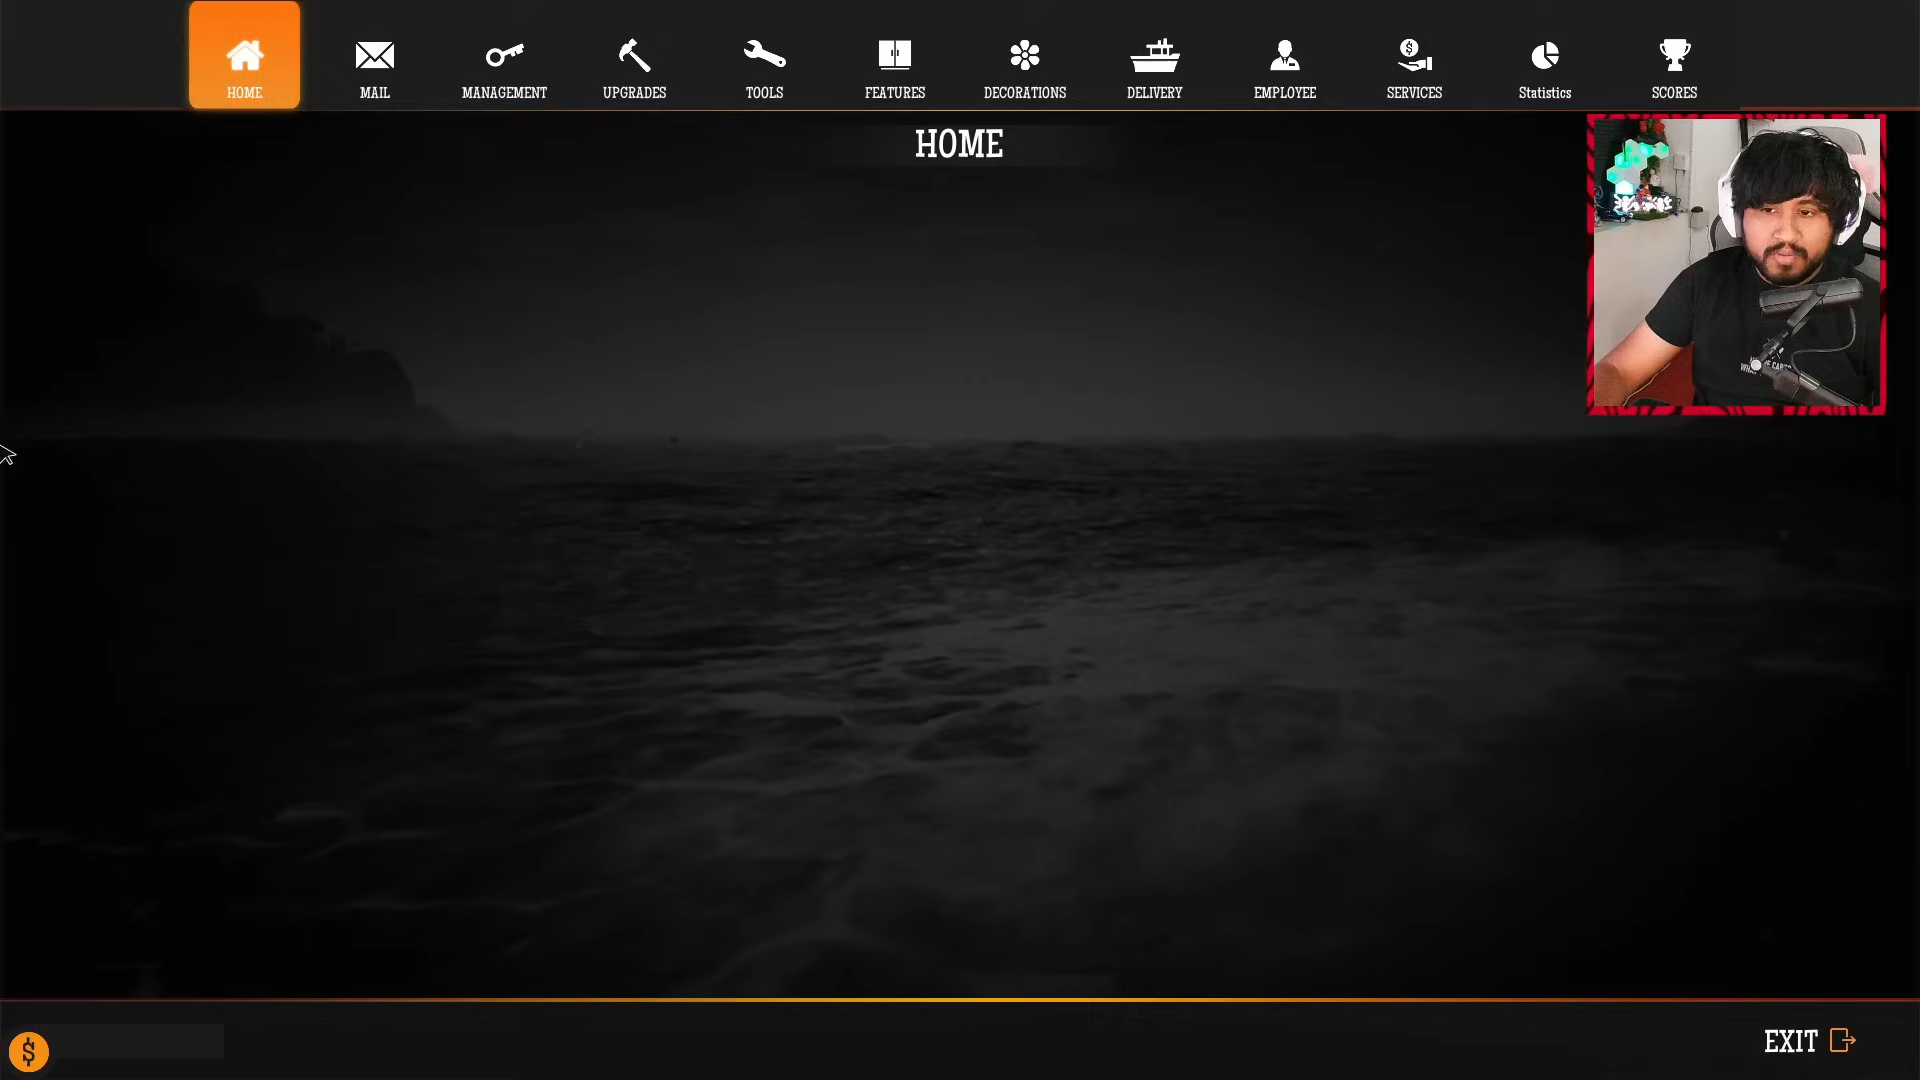 HOME
MAIL
MANAGEMENT
UPGRADES
TOOLS
FEATURES
DECORATIONS
DELIVERY
EMPLOYEE
SERVICES
Statistics
SCORES
HOME
EXIT